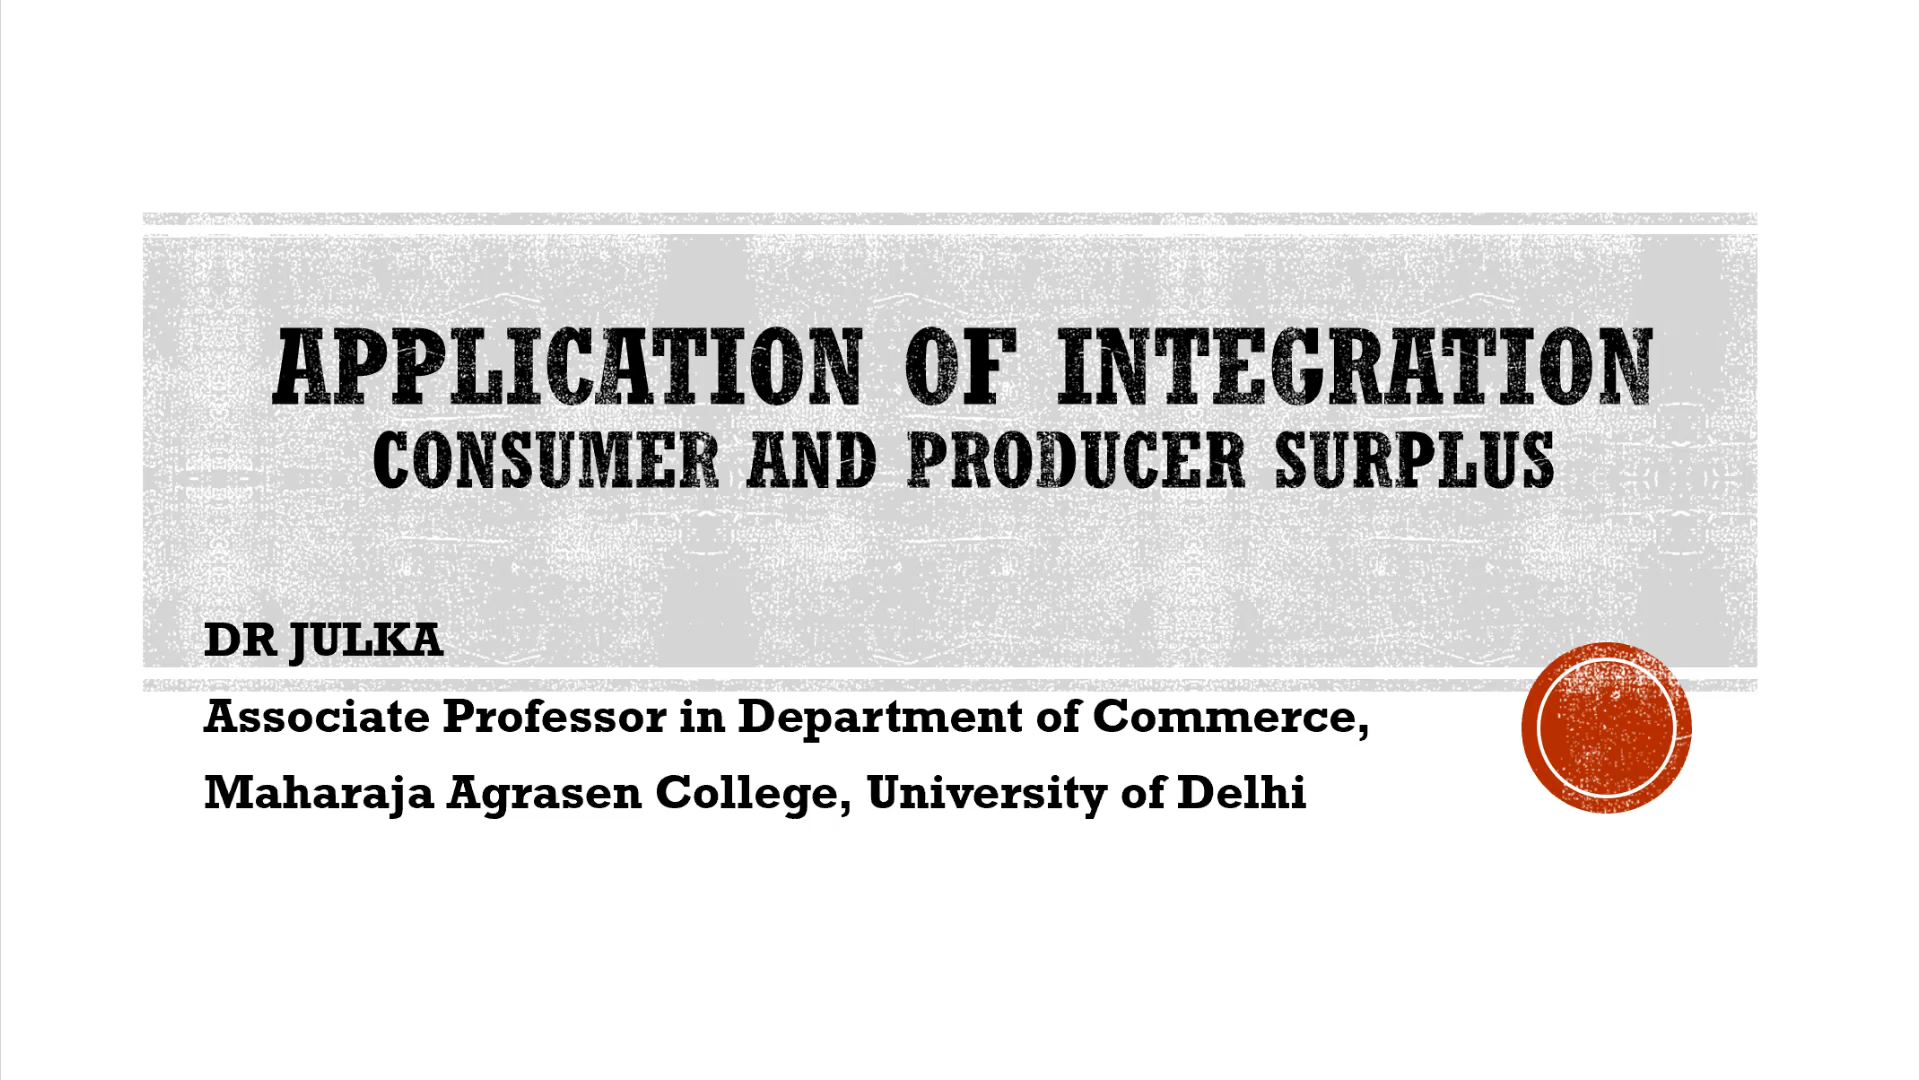 APPLICATION OF INTEGRATION
CONSUMER AND PRODUCER SURPLUS
DR JULKA
Associate Professor in Department of Commerce,
Maharaja Agrasen College, University of Delhi